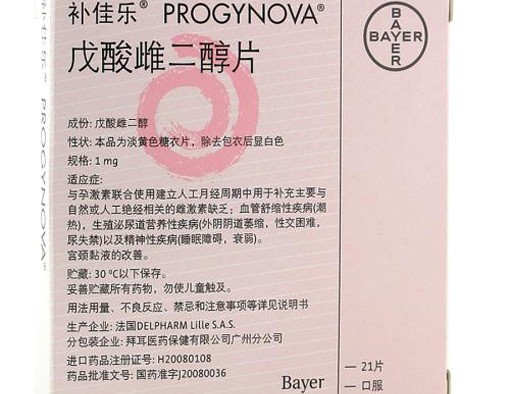 补佳乐® PROGYNOVA®
戊酸雌二醇片
BAYER
BAYER
补佳乐® PROGYNOVA®
成份: 戊酸雌二醇
性状: 本品为淡黄色糖衣片，除去包衣后显白色
规格: 1 mg
适应症:
与孕激素联合使用建立人工月经周期中用于补充主要与
自然或人工绝经相关的雌激素缺乏：血管舒缩性疾病(潮
热)，生殖泌尿道营养性疾病(外阴阴道萎缩，性交困难，
尿失禁)以及精神性疾病(睡眠障碍，衰弱)。
宫颈黏液的改善。
贮藏: 30 ºC以下保存。
妥善贮藏所有药物，勿使儿童触及。
用法用量、不良反应、禁忌和注意事项等详见说明书
生产企业: 法国DELPHARM Lille S.A.S.
分包装企业: 拜耳医药保健有限公司广州分公司
进口药品注册证号: H20080108
药品批准文号: 国药准字J20080036
Bayer
— 21片
— 口服